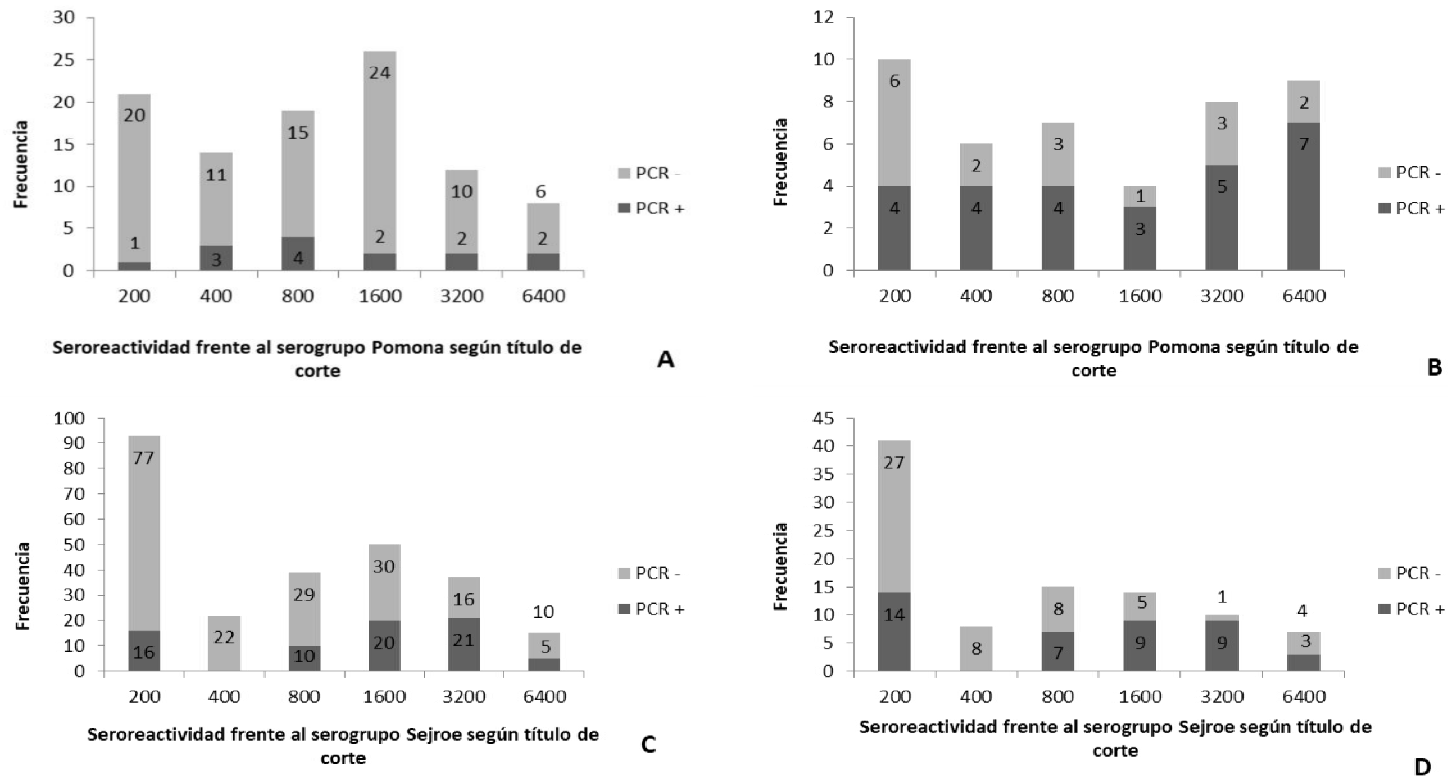 30
25
20
15
10
5
0
Frecuencia
20
1
11
3
15
4
24
2
10
2
6
2
200 400 800 1600 3200 6400
PCR -
PCR +
Seroreactividad frente al serogrupo Pomona según título de
corte
A
12
10
8
6
4
2
0
Frecuencia
6
4
2
4
3
4
1
3
3
5
2
7
200 400 800 1600 3200 6400
PCR -
PCR +
Seroreactividad frente al serogrupo Pomona según título de
corte
B
100
90
80
70
60
50
40
30
20
10
0
Frecuencia
77
16
22
29
10
30
20
16
21
10
5
200 400 800 1600 3200 6400
PCR -
PCR +
Seroreactividad frente al serogrupo Sejroe según título de
corte
C
45
40
35
30
25
20
15
10
5
0
Frecuencia
27
14
8
8
7
5
9
1
9
4
3
200 400 800 1600 3200 6400
PCR -
PCR +
Seroreactividad frente al serogrupo Sejroe según título de
corte
D